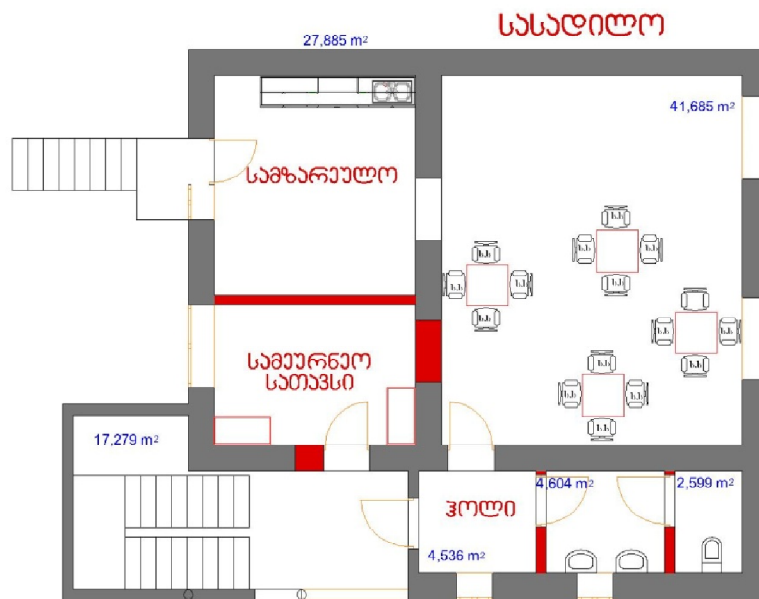 სასადილო
27,885 m²
41,685 m²
სამზარეულო
სამეურნეო
სათავსი
17.279 m²
4,604 m²
2,599 m²
ჰოლი
4,536 m²